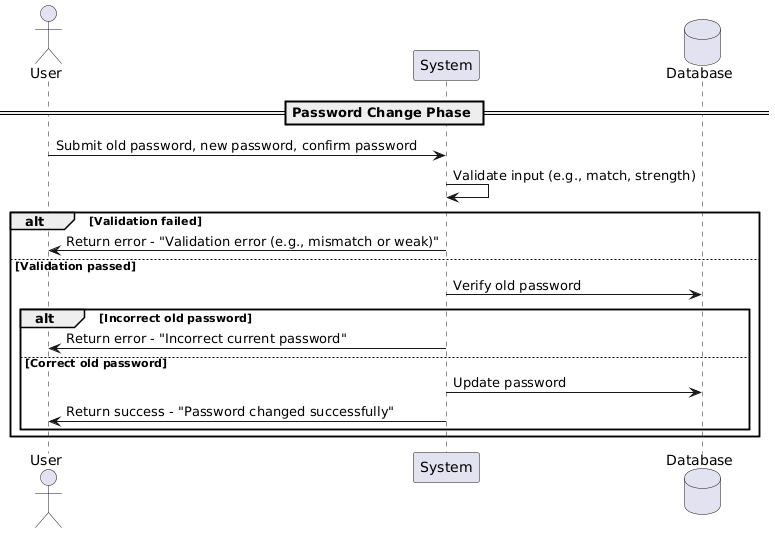 User
System
Database
Password Change Phase
Submit old password, new password, confirm password
Validate input (e.g., match, strength)
alt [Validation failed]
Return error - "Validation error (e.g., mismatch or weak)"
[Validation passed]
Verify old password
alt [Incorrect old password]
Return error - "Incorrect current password"
[Correct old password]
Update password
Return success - "Password changed successfully"
User
System
Database